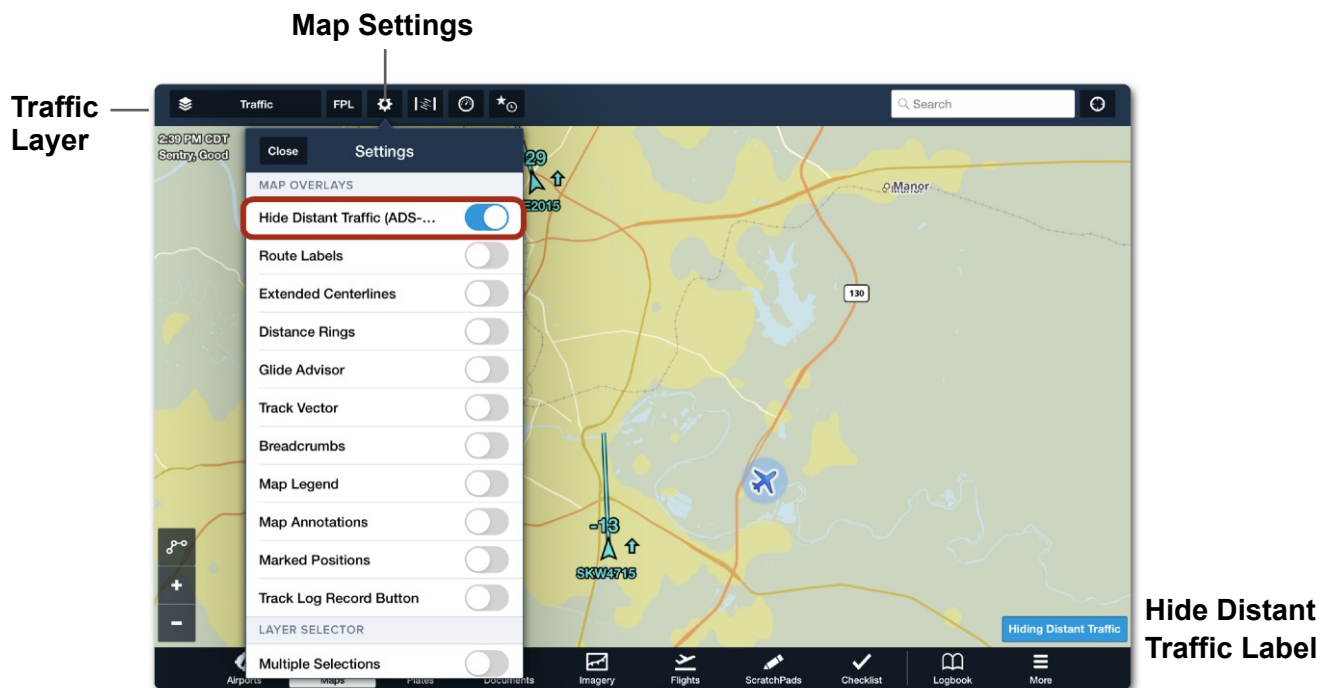 Map Settings
Traffic
Layer
Traffic
FPL
Search
2:39 PM CDT
Sentry, Good
Close
Settings
MAP OVERLAYS
Hide Distant Traffic (ADS-...
Route Labels
Extended Centerlines
Distance Rings
Glide Advisor
Track Vector
Breadcrumbs
Map Legend
Map Annotations
Marked Positions
Track Log Record Button
LAYER SELECTOR
Multiple Selections
29
E2015
Manor
130
-13
SKW4715
+
-
Hiding Distant Traffic
Hide Distant
Traffic Label
Airports
Maps
Plates
Documents
Imagery
Flights
ScratchPads
Checklist
Logbook
More